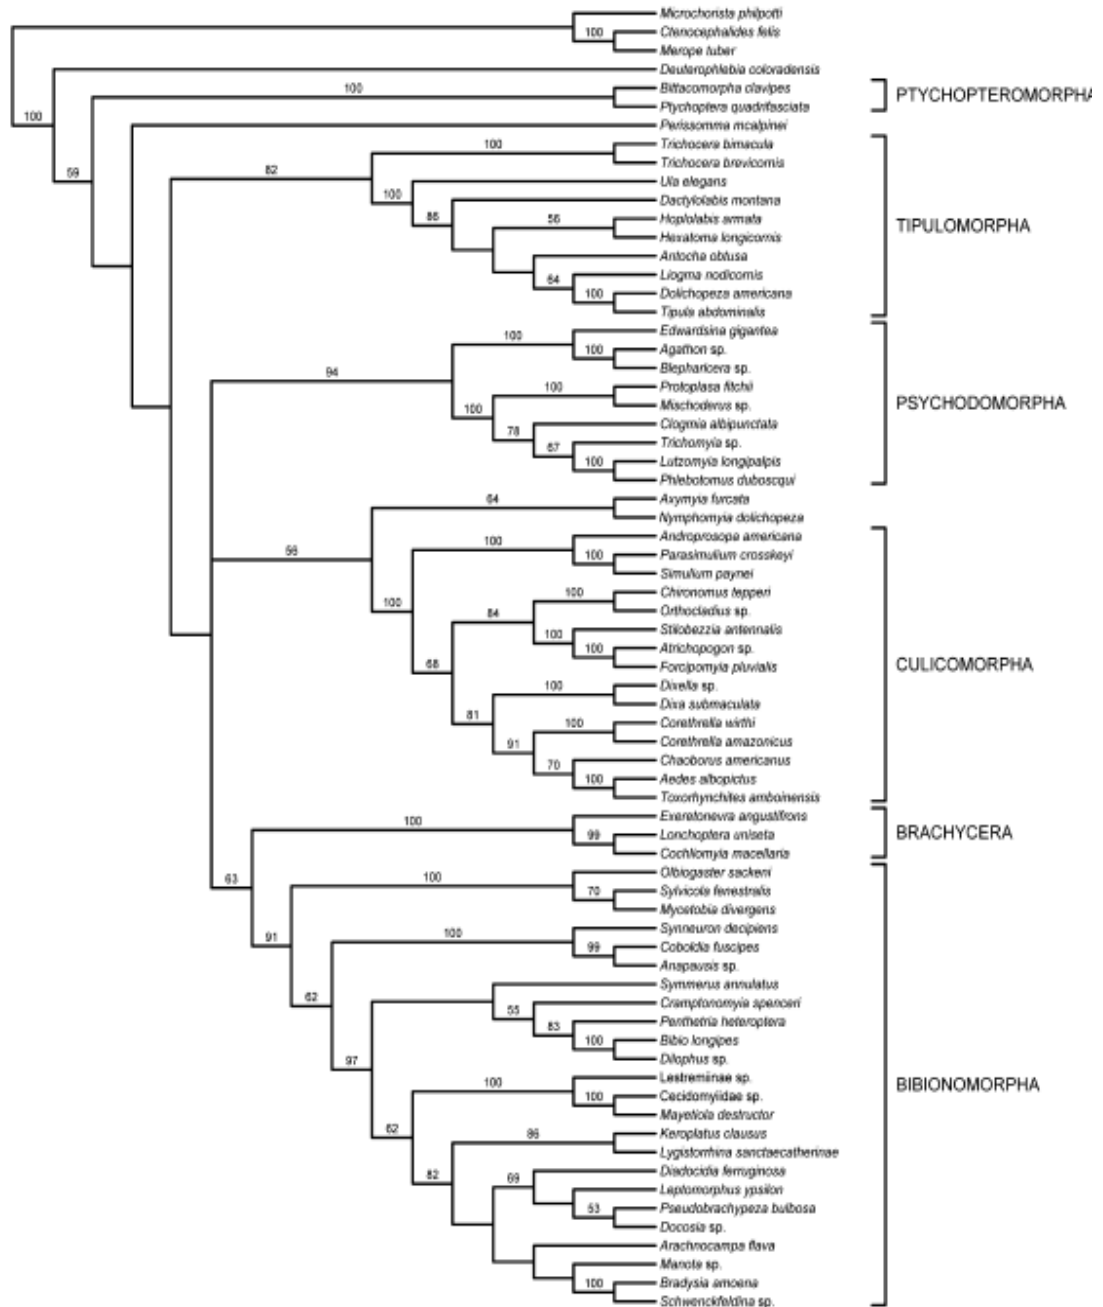 Microchorista philpotti
100
Ctenocephalides felis
Merope tuber
Deuterophlebia coloradensis
100
100
Bittacomorpha clavipes
Ptychoptera quadrifasciata
PTYCHOPTEROMORPHA
59
Perissomma mcalpinei
82
100
Trichocera bimacula
Trichocera brevicornis
100
Ula elegans
86
Dactylolabis montana
56
Hoplolabis armata
Hexatoma longicornis
TIPULOMORPHA
Antocha obtusa
64
Liogma nodicornis
100
Dolichopeza americana
Tipula abdominalis
94
100
Edwardsina gigantea
100
Agathon sp.
Blepharicera sp.
100
100
Protoplasa fitchii
Mischoderus sp.
PSYCHODOMORPHA
78
Clogmia albipunctata
67
Trichomyia sp.
100
Lutzomyia longipalpis
Phlebotomus duboscqui
56
64
Axymyia furcata
Nymphomyia dolichopeza
100
100
Androprosopa americana
100
Parasimulium crosskeyi
Simulium paynei
68
84
100
Chironomus tepperi
Orthocladius sp.
100
Stilobezzia antennalis
100
Atrichopogon sp.
Forcipomyia pluvialis
CULICOMORPHA
81
100
Dixella sp.
Dixa submaculata
91
100
Corethrella wirthi
Corethrella amazonicus
70
Chaoborus americanus
100
Aedes albopictus
Toxorhynchites amboinensis
63
100
Exeretonevra angustifrons
99
Lonchoptera uniseta
Cochliomyia macellaria
BRACHYCERA
91
100
Olbiogaster sackeni
70
Sylvicola fenestralis
Mycetobia divergens
62
100
Synneuron decipiens
99
Coboldia fuscipes
Anapausis sp.
97
Symmerus annulatus
55
Cramptonomyia spenceri
83
Penthetria heteroptera
100
Bibio longipes
Dilophus sp.
62
100
Lestremiinae sp.
100
Cecidomyiidae sp.
Mayetiola destructor
BIBIONOMORPHA
82
86
Keroplatus clausus
Lygistorrhina sanctaecatherinae
69
Diadocidia ferruginosa
Leptomorphus ypsilon
53
Pseudobrachypeza bulbosa
Docosia sp.
Arachnocampa flava
Manota sp.
100
Bradysia amoena
Schwenckfeldina sp.